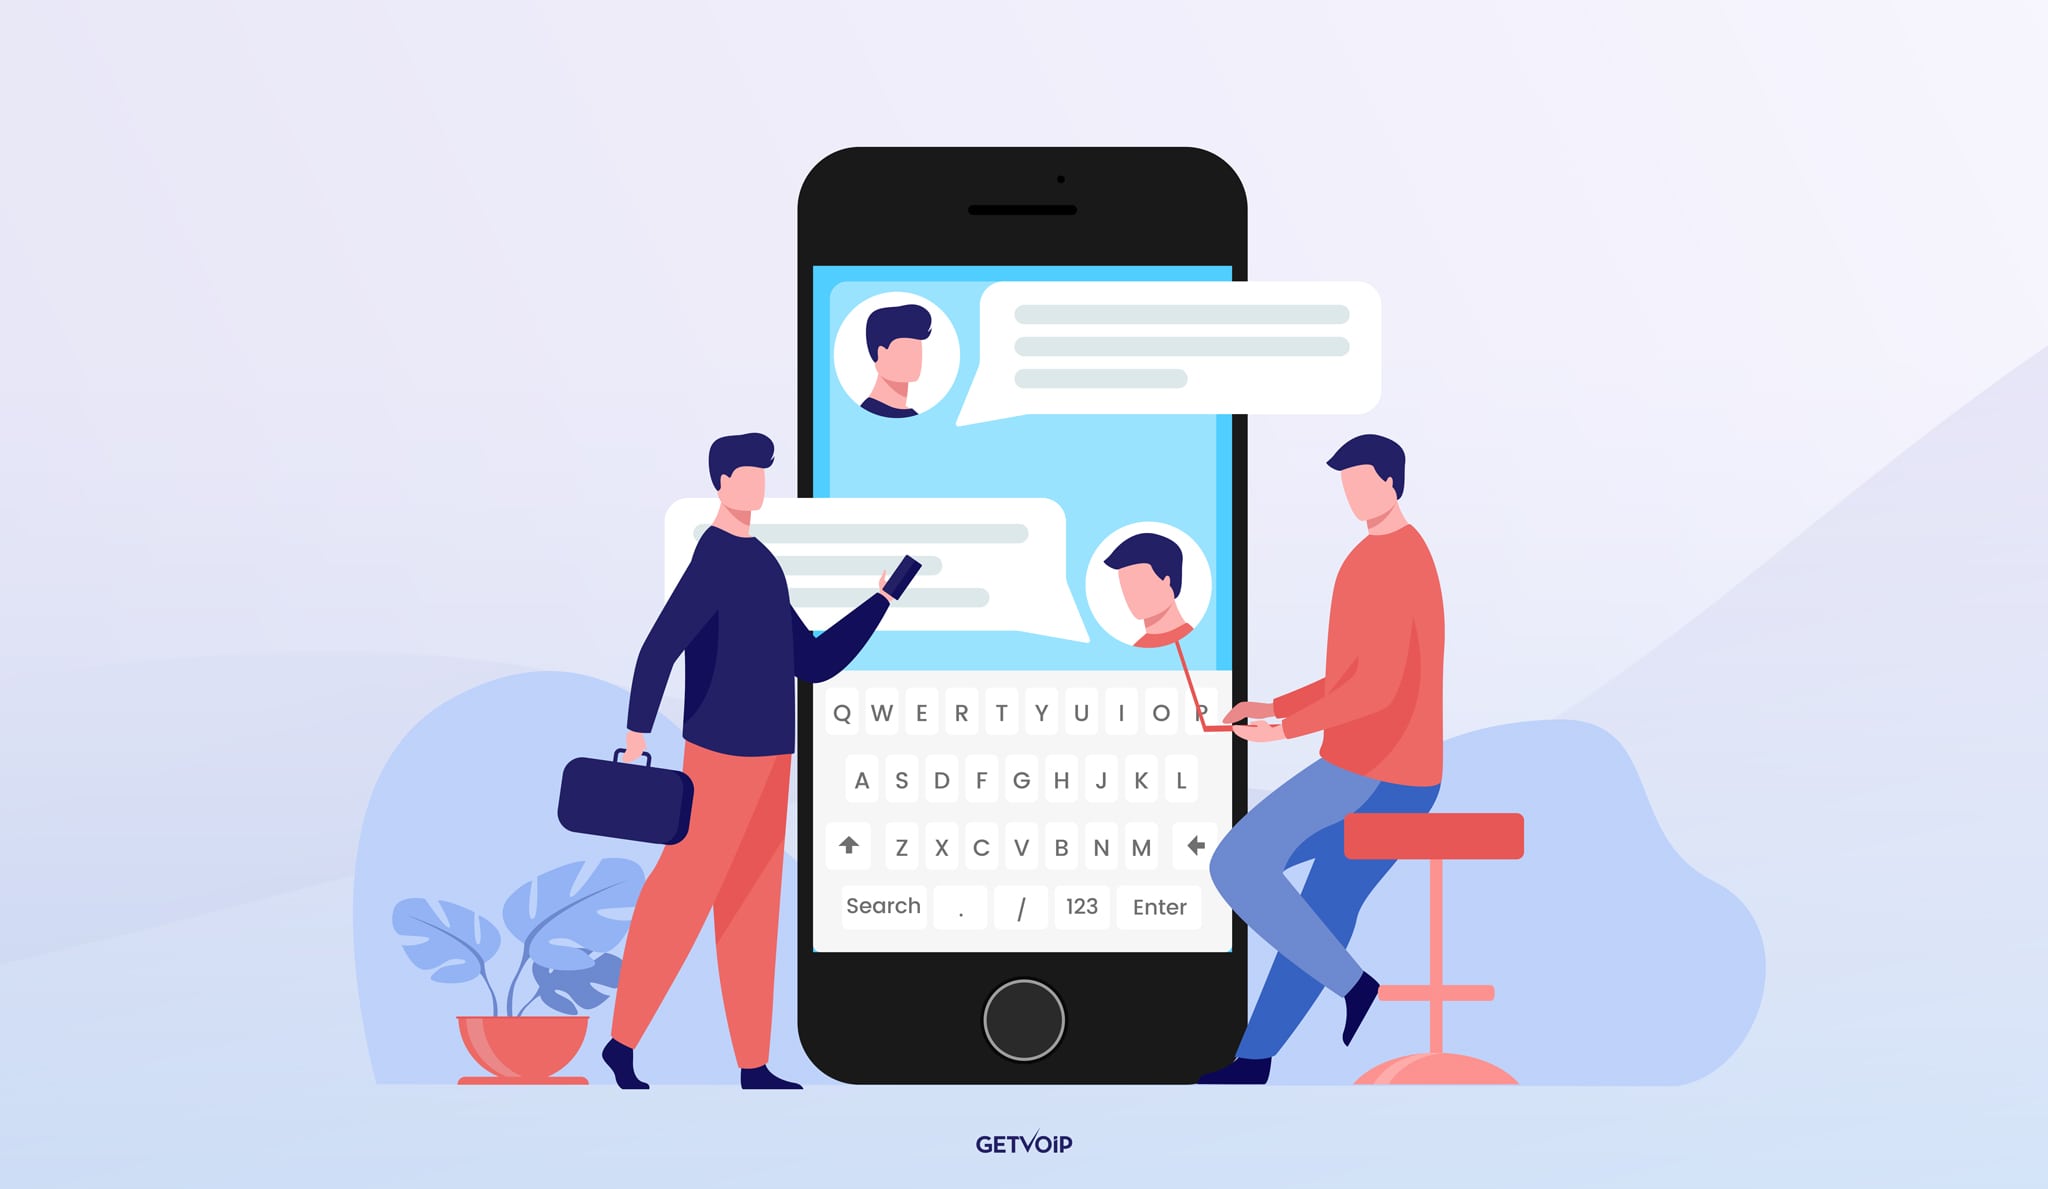 Q W E R T Y U I O P
A S D F G H J K L
Z X C V B N M
Search . / 123 Enter
GETVOiP